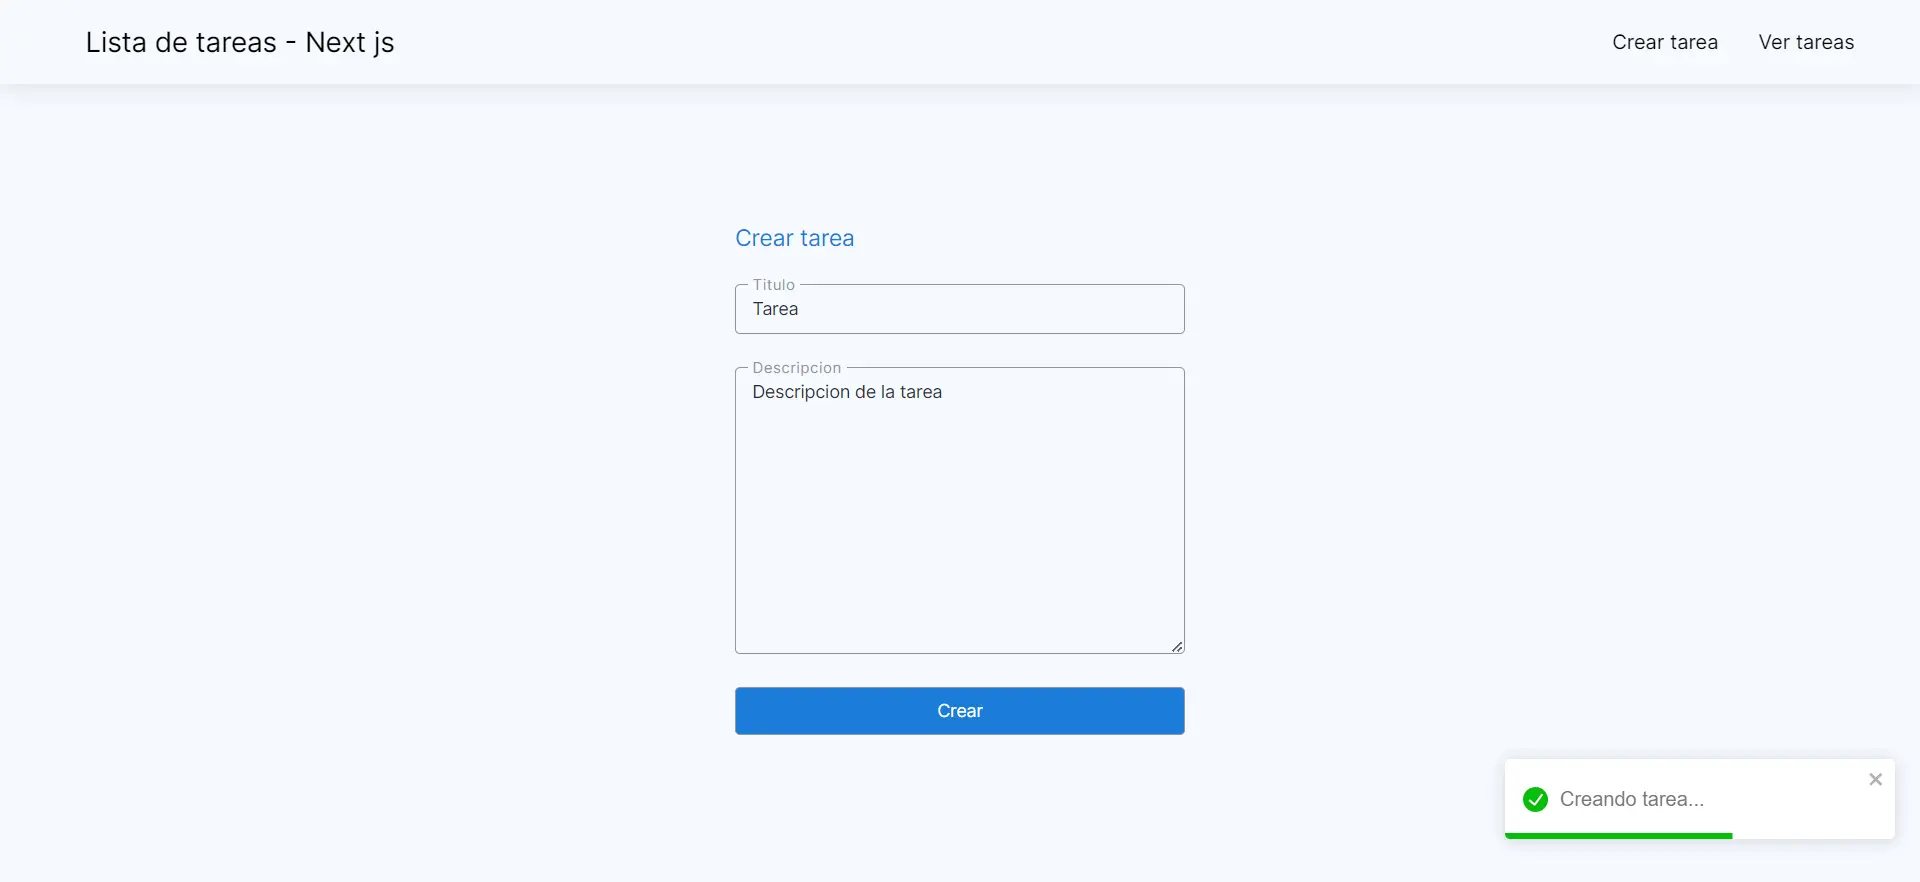 Lista de tareas - Next js
Crear tarea
Ver tareas
Crear tarea
Titulo
Tarea
Descripcion
Descripcion de la tarea
Crear
Creando tarea...